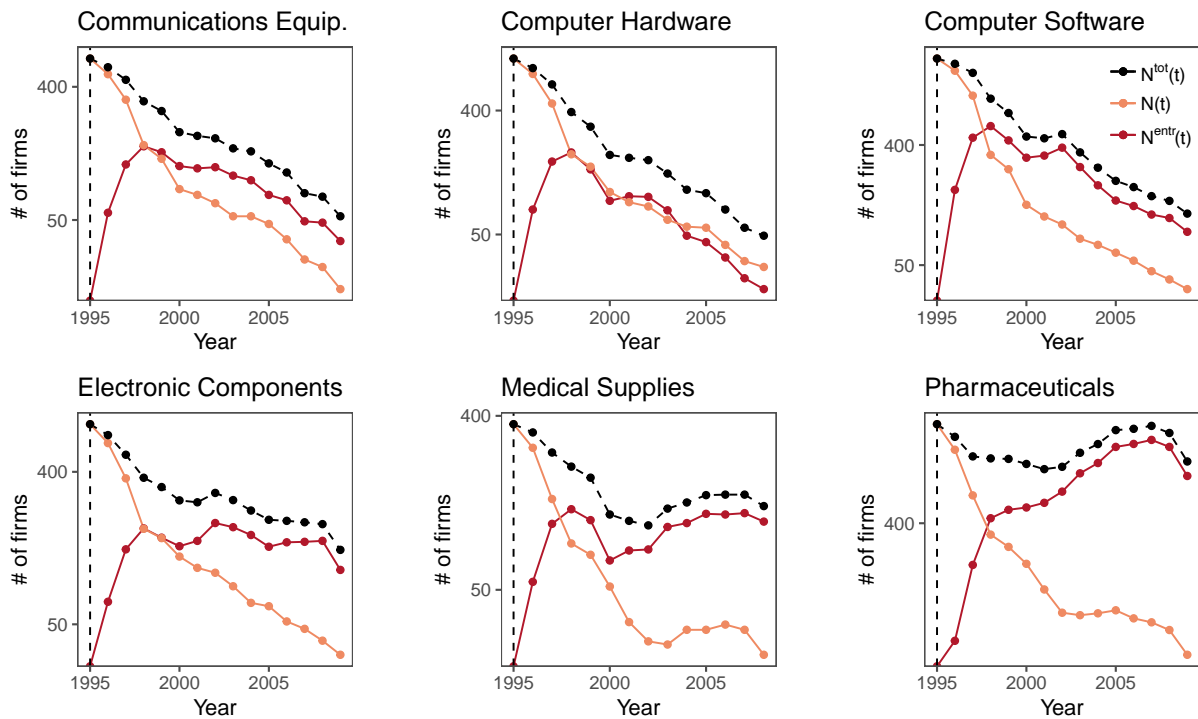 Communications Equip.
# of firms
400
50
1995 2000 2005
Year
Computer Hardware
# of firms
400
50
1995 2000 2005
Year
Computer Software
# of firms
400
50
N^tot(t)
N(t)
N^entr(t)
1995 2000 2005
Year
Electronic Components
# of firms
400
50
1995 2000 2005
Year
Medical Supplies
# of firms
400
50
1995 2000 2005
Year
Pharmaceuticals
# of firms
400
1995 2000 2005
Year